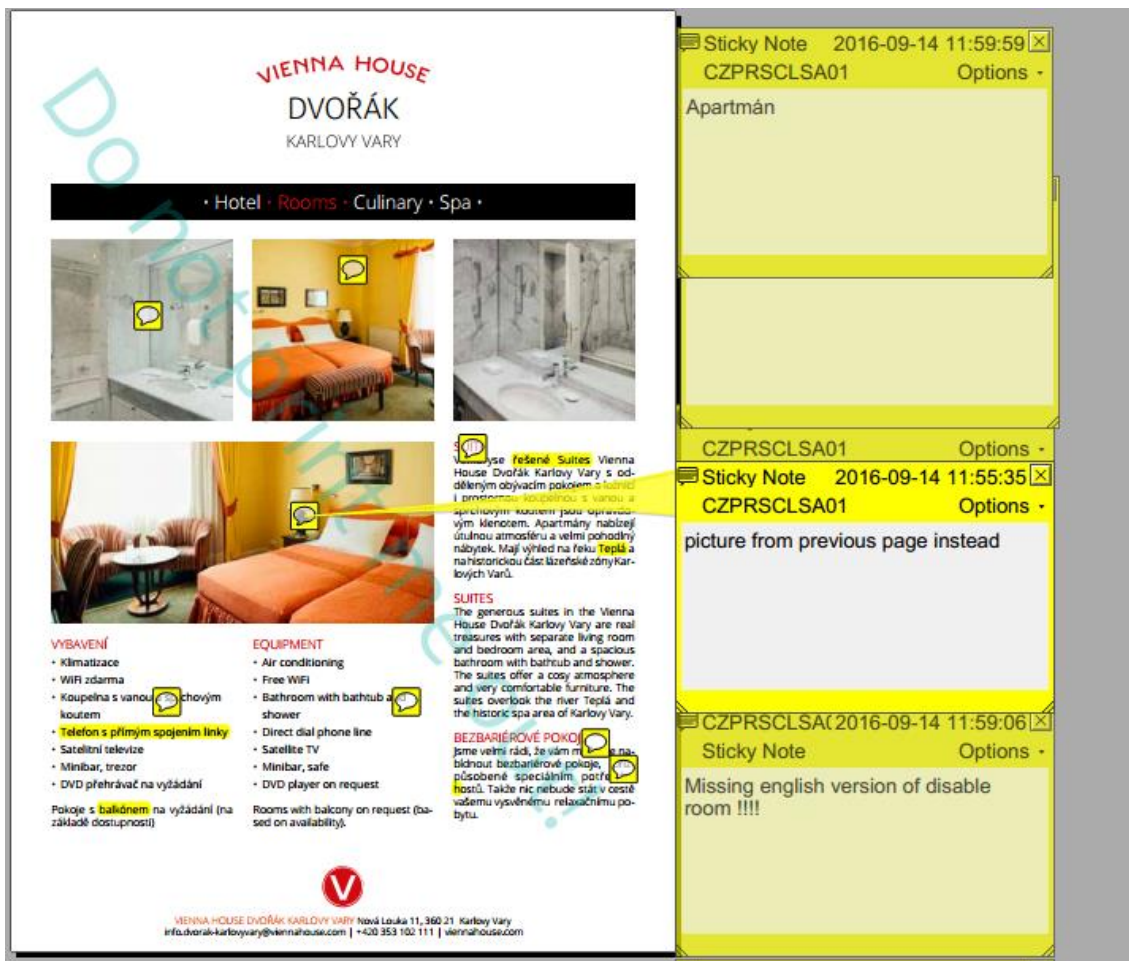 VIENNA HOUSE
DVOŘÁK
KARLOVY VARY
• Hotel • Rooms • Culinary • Spa •
Do not print me only!
řešené Suites Vienna
House Dvořák Karlovy Vary s od-
děleným obývacím pokojem a ložnicí
i prostornou koupelnou s vanou a
sprchovým koutem jsou opravdo-
vým klenotem. Apartmány nabízejí
útulnou atmosféru a velmi pohodlný
nábytek. Mají výhled na řeku Teplá a
na historickou část lázeňské zóny Kar-
lových Varů.
SUITES
The generous suites in the Vienna
House Dvořák Karlovy Vary are real
treasures with separate living room
and bedroom area, and a spacious
bathroom with bathtub and shower.
The suites offer a cosy atmosphere
and very comfortable furniture. The
suites overlook the river Teplá and
the historic spa area of Karlovy Vary.
BEZBARIÉROVÉ POKOJ
Jsme velmi rádi, že vám na-
bídnout bezbariérové pokoje,
působené speciálním
hostů. Takže nic nebude stát v cestě
vašemu vysvěnému relaxačnímu po-
bytu.
VYBAVENÍ
• Klimatizace
• WiFi zdarma
• Koupelna s vanou chovým
koutem
• Telefon s přímým spojením linky
• Satelitní televize
• Minibar, trezor
• DVD přehrávač na vyžádání
Pokoje s balkónem na vyžádání (na
základě dostupnosti)
EQUIPMENT
• Air conditioning
• Free WiFi
• Bathroom with bathtub
shower
• Direct dial phone line
• Satellite TV
• Minibar, safe
• DVD player on request
Rooms with balcony on request (ba-
sed on availability).
V
VIENNA HOUSE DVOŘÁK KARLOVY VARY Nová Louka 11, 360 21 Karlovy Vary
info.dvorak-karlovyvary@viennahouse.com | +420 353 102 111 | viennahouse.com
Sticky Note 2016-09-14 11:59:59
CZPRSCLSA01 Options
Apartmán
CZPRSCLSA01 Options
Sticky Note 2016-09-14 11:55:35
CZPRSCLSA01 Options
picture from previous page instead
CZPRSCLSA 2016-09-14 11:59:06
Sticky Note Options
Missing english version of disable
room !!!!